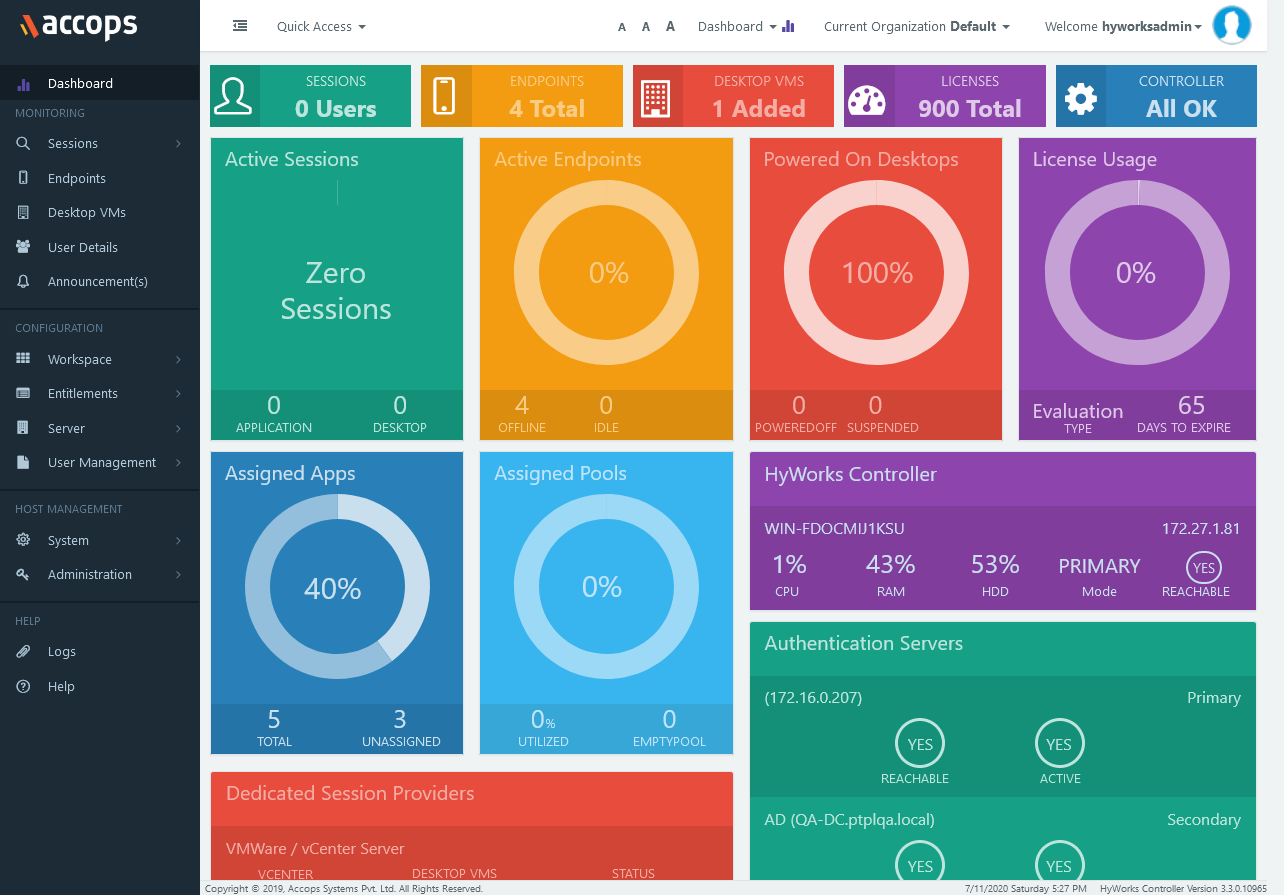 accops
Quick Access
A A A
Dashboard
Current Organization Default
Welcome hyworksadmin
Dashboard
MONITORING
Sessions
Endpoints
Desktop VMs
User Details
Announcement(s)
CONFIGURATION
Workspace
Entitlements
Server
User Management
HOST MANAGEMENT
System
Administration
HELP
Logs
Help
SESSIONS
0 Users
ENDPOINTS
4 Total
DESKTOP VMS
1 Added
LICENSES
900 Total
CONTROLLER
All OK
Active Sessions
Zero
Sessions
0 0
APPLICATION DESKTOP
Active Endpoints
0%
4 0
OFFLINE IDLE
Powered On Desktops
100%
0 0
POWEREDOFF SUSPENDED
License Usage
0%
Evaluation 65
TYPE DAYS TO EXPIRE
Assigned Apps
40%
5 3
TOTAL UNASSIGNED
Assigned Pools
0%
0% 0
UTILIZED EMPTYPOOL
HyWorks Controller
WIN-FDOCMIJ1KSU 172.27.1.81
1% 43% 53% PRIMARY YES
CPU RAM HDD Mode REACHABLE
Authentication Servers
(172.16.0.207) Primary
YES YES
REACHABLE ACTIVE
AD (QA-DC.ptplqa.local) Secondary
YES YES
Dedicated Session Providers
VMWare / vCenter Server
VCENTER DESKTOP VMS STATUS
Copyright © 2019, Accops Systems Pvt. Ltd. All Rights Reserved.
7/11/2020 Saturday 5:27 PM HyWorks Controller Version 3.3.0.10965